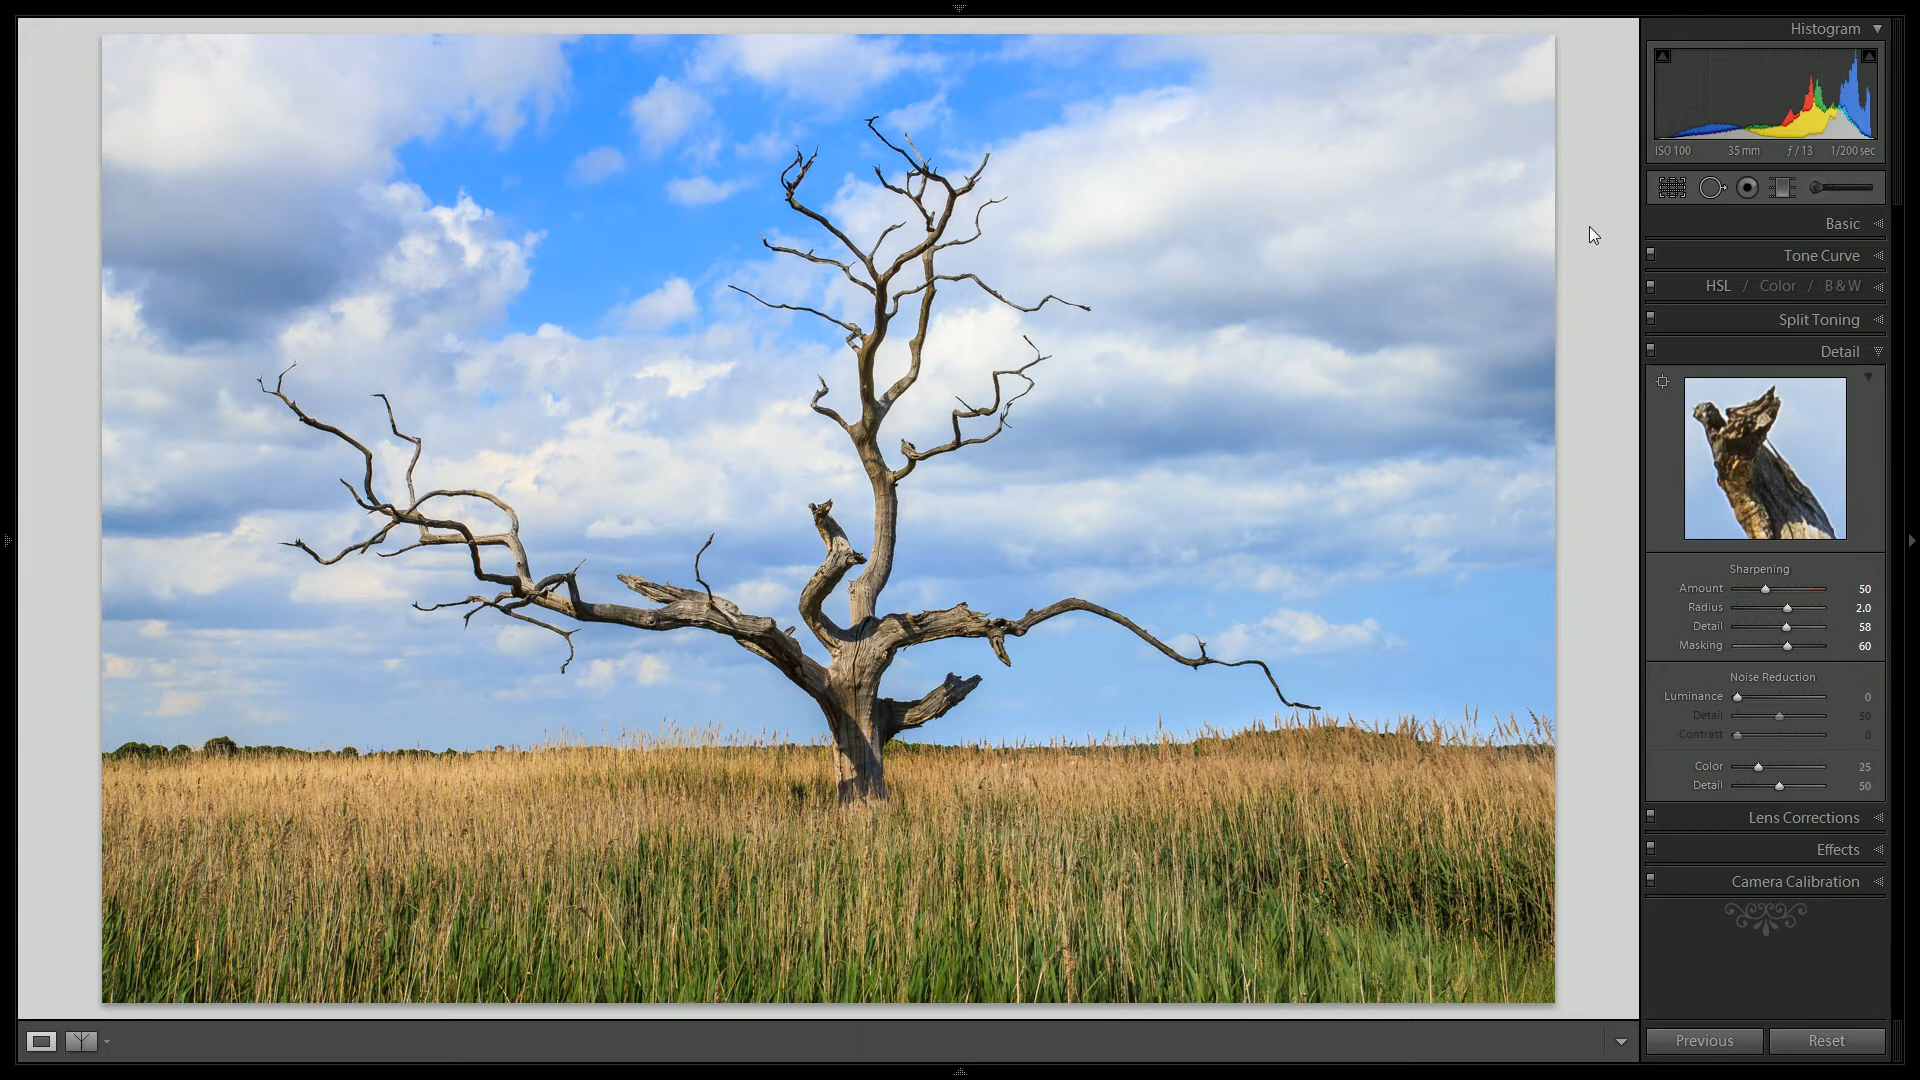 Histogram
ISO 100 35 mm ƒ / 13 1/200 sec
Basic
Tone Curve
HSL / Color / B & W
Split Toning
Detail
Sharpening
Amount 50
Radius 2.0
Detail 58
Masking 60
Noise Reduction
Luminance 0
Detail 50
Contrast 0
Color 25
Detail 50
Lens Corrections
Effects
Camera Calibration
Previous Reset